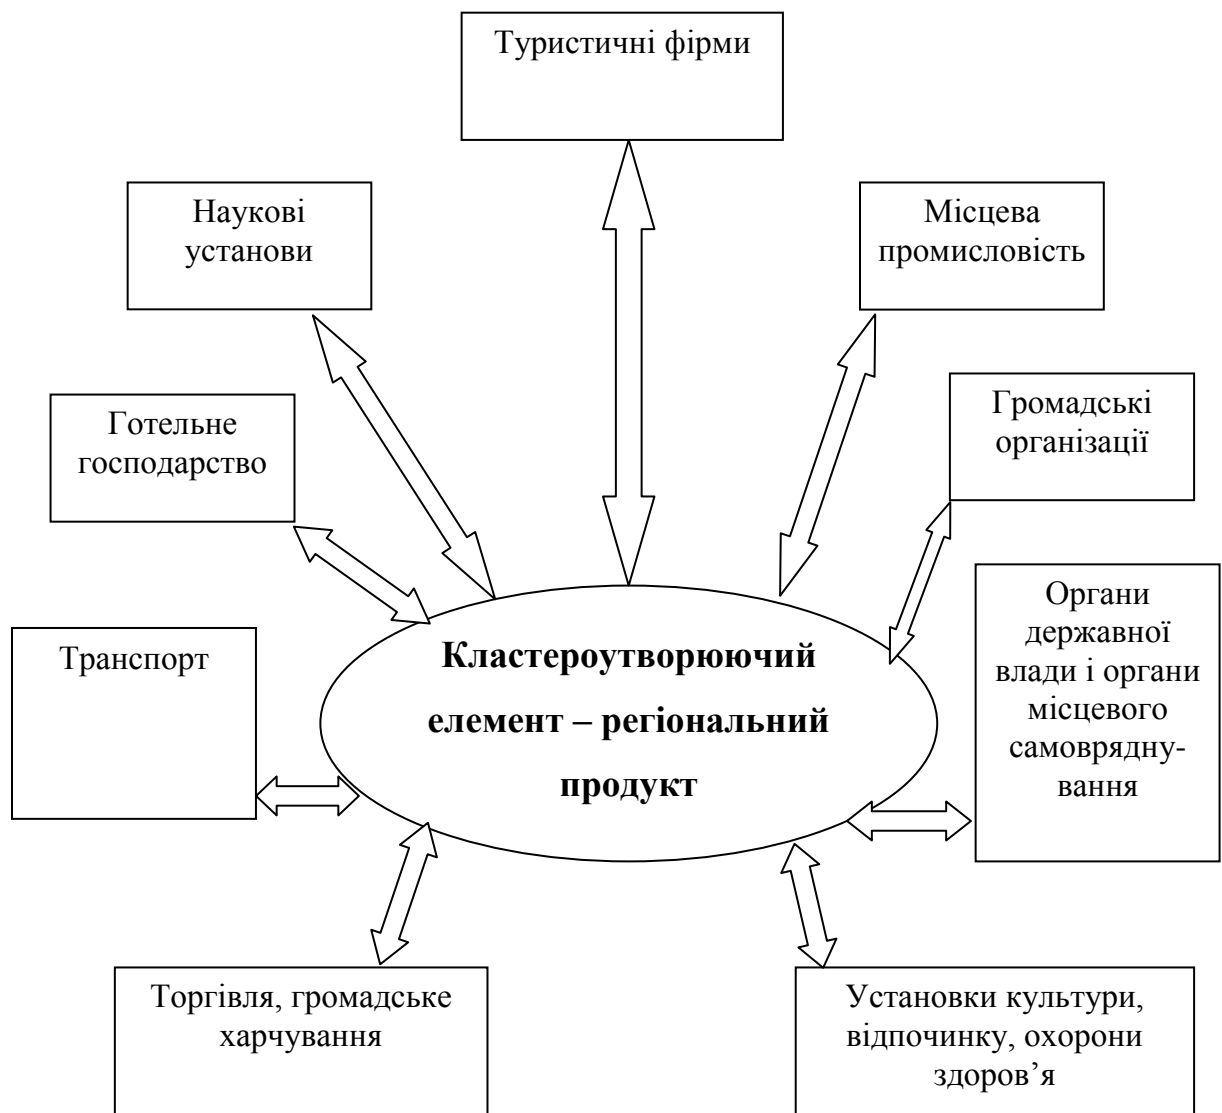 Туристичні фірми
Наукові
установи
Місцева
промисловість
Готельне
господарство
Громадські
організації
Транспорт
Кластероутворюючий
елемент – регіональний
продукт
Органи
державної
влади і органи
місцевого
самоврядну-
вання
Торгівля, громадське
харчування
Установки культури,
відпочинку, охорони
здоров’я